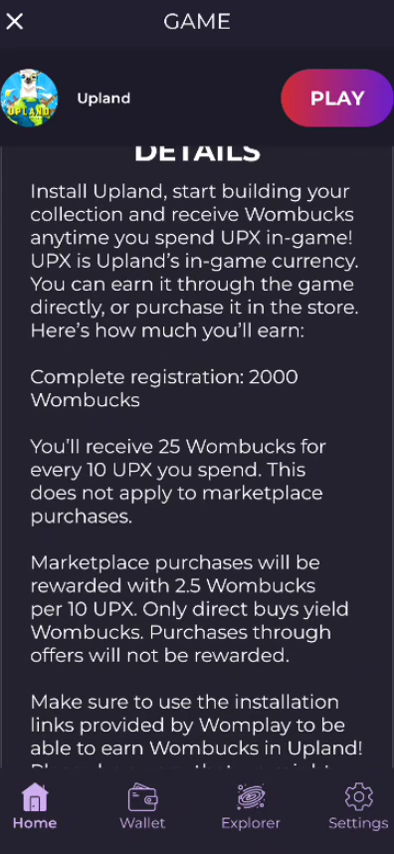 GAME
UPLAND
Upland
PLAY
DETAILS
Install Upland, start building your
collection and receive Wombucks
anytime you spend UPX in-game!
UPX is Upland's in-game currency.
You can earn it through the game
directly, or purchase it in the store.
Here's how much you'll earn:
Complete registration: 2000
Wombucks
You'll receive 25 Wombucks for
every 10 UPX you spend. This
does not apply to marketplace
purchases.
Marketplace purchases will be
rewarded with 2.5 Wombucks
per 10 UPX. Only direct buys yield
Wombucks. Purchases through
offers will not be rewarded.
Make sure to use the installation
links provided by Womplay to be
able to earn Wombucks in Upland!
Home
Wallet
Explorer
Settings